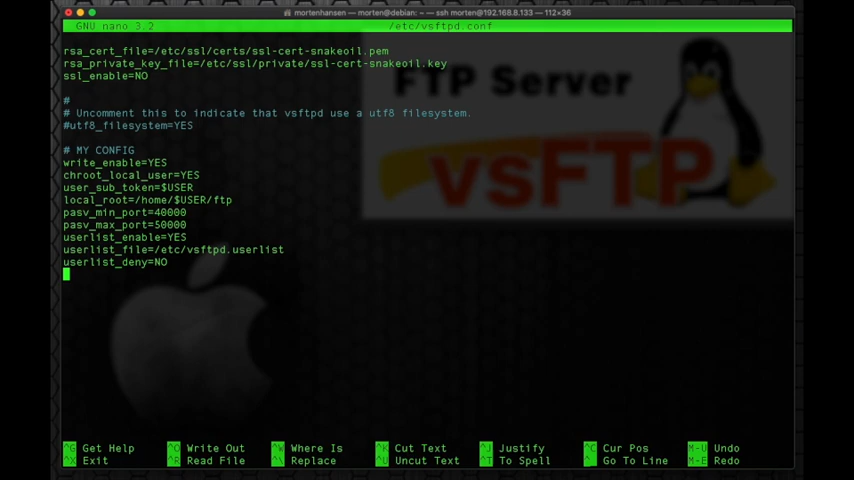 mortenhansen — morten@debian: ~ — ssh morten@192.168.8.133 — 112×36
GNU nano 3.2 /etc/vsftpd.conf
rsa_cert_file=/etc/ssl/certs/ssl-cert-snakeoil.pem
rsa_private_key_file=/etc/ssl/private/ssl-cert-snakeoil.key
ssl_enable=NO
#
# Uncomment this to indicate that vsftpd use a utf8 filesystem.
#utf8_filesystem=YES
# MY CONFIG
write_enable=YES
chroot_local_user=YES
user_sub_token=$USER
local_root=/home/$USER/ftp
pasv_min_port=40000
pasv_max_port=50000
userlist_enable=YES
userlist_file=/etc/vsftpd.userlist
userlist_deny=NO
FTP Server
vsFTP
^G Get Help ^O Write Out ^W Where Is ^K Cut Text ^J Justify ^C Cur Pos M-U Undo
^X Exit ^R Read File ^\ Replace ^U Uncut Text ^T To Spell ^_ Go To Line M-E Redo